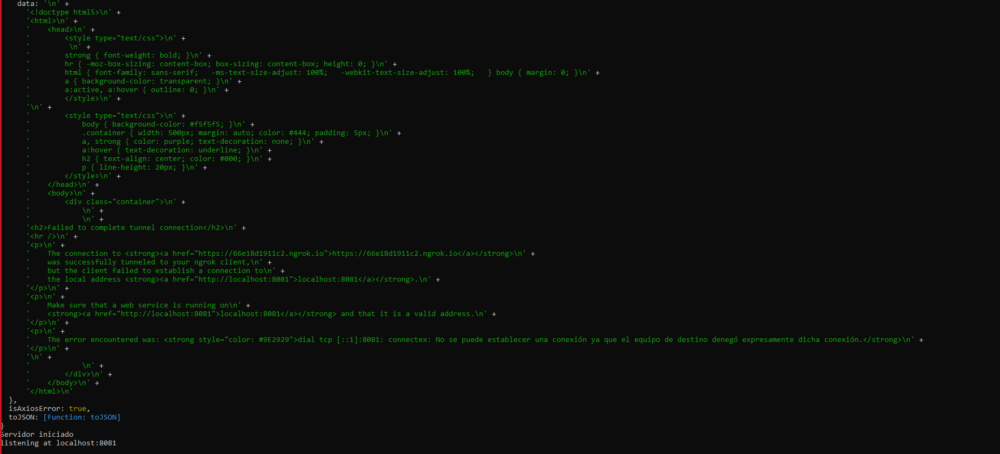 data: '\n' +
'<!doctype html5>\n' +
'<html>\n' +
'    <head>\n' +
'        <style type="text/css">\n' +
'         \n' +
'        strong { font-weight: bold; }\n' +
'        hr { -moz-box-sizing: content-box; box-sizing: content-box; height: 0; }\n' +
'        html { font-family: sans-serif;   -ms-text-size-adjust: 100%;   -webkit-text-size-adjust: 100%;   } body { margin: 0; }\n' +
'        a { background-color: transparent; }\n' +
'        a:active, a:hover { outline: 0; }\n' +
'        </style>\n' +
'\n' +
'        <style type="text/css">\n' +
'            body { background-color: #f5f5f5; }\n' +
'            .container { width: 500px; margin: auto; color: #444; padding: 5px; }\n' +
'            a, strong { color: purple; text-decoration: none; }\n' +
'            a:hover { text-decoration: underline; }\n' +
'            h2 { text-align: center; color: #000; }\n' +
'            p { line-height: 20px; }\n' +
'        </style>\n' +
'    </head>\n' +
'    <body>\n' +
'        <div class="container">\n' +
'            \n' +
'            \n' +
'<h2>Failed to complete tunnel connection</h2>\n' +
'<hr />\n' +
'<p>\n' +
'    The connection to <strong><a href="https://66e18d1911c2.ngrok.io">https://66e18d1911c2.ngrok.io</a></strong>\n' +
'    was successfully tunneled to your ngrok client,\n' +
'    but the client failed to establish a connection to\n' +
'    the local address <strong><a href="http://localhost:8081">localhost:8081</a></strong>.\n' +
'</p>\n' +
'<p>\n' +
'    Make sure that a web service is running on\n' +
'    <strong><a href="http://localhost:8081">localhost:8081</a></strong> and that it is a valid address.\n' +
'</p>\n' +
'<p>\n' +
'    The error encountered was: <strong style="color: #9E2929">dial tcp [::1]:8081: connectex: No se puede establecer una conexión ya que el equipo de destino denegó expresamente dicha conexión.</strong>\n' +
'</p>\n' +
'\n' +
'            \n' +
'        </div>\n' +
'    </body>\n' +
'</html>\n'
},
isAxiosError: true,
toJSON: [Function: toJSON]
}
Servidor iniciado
listening at localhost:8081